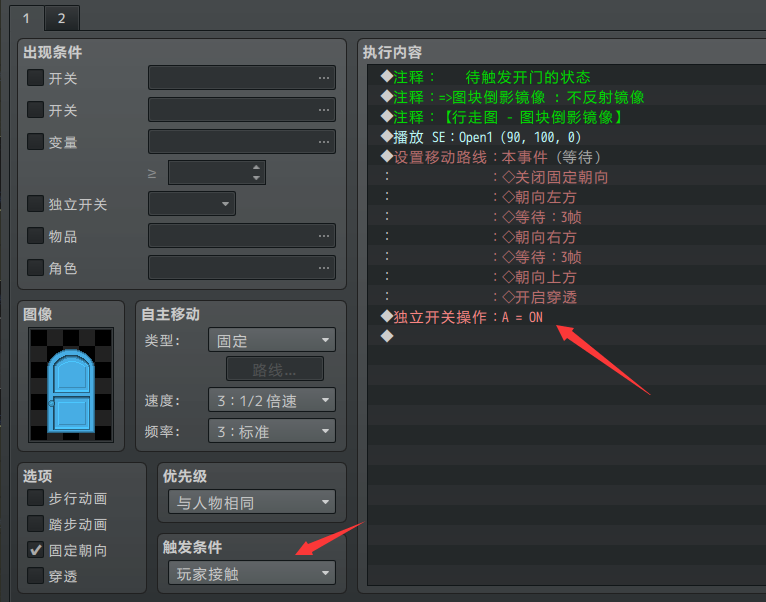 1
2
出现条件
开关
开关
变量
≥
独立开关
物品
角色
图像
自主移动
类型:
固定
路线...
速度:
3：1/2 倍速
频率:
3：标准
选项
步行动画
踏步动画
固定朝向
穿透
优先级
与人物相同
触发条件
玩家接触
执行内容
◆注释：　待触发开门的状态
◆注释：=>图块倒影镜像 : 不反射镜像
◆注释：【行走图 - 图块倒影镜像】
◆播放 SE：Open1 (90, 100, 0)
◆设置移动路线：本事件 (等待)
：　　　　　　：◇关闭固定朝向
：　　　　　　：◇朝向左方
：　　　　　　：◇等待：3帧
：　　　　　　：◇朝向右方
：　　　　　　：◇等待：3帧
：　　　　　　：◇朝向上方
：　　　　　　：◇开启穿透
◆独立开关操作：A = ON
◆